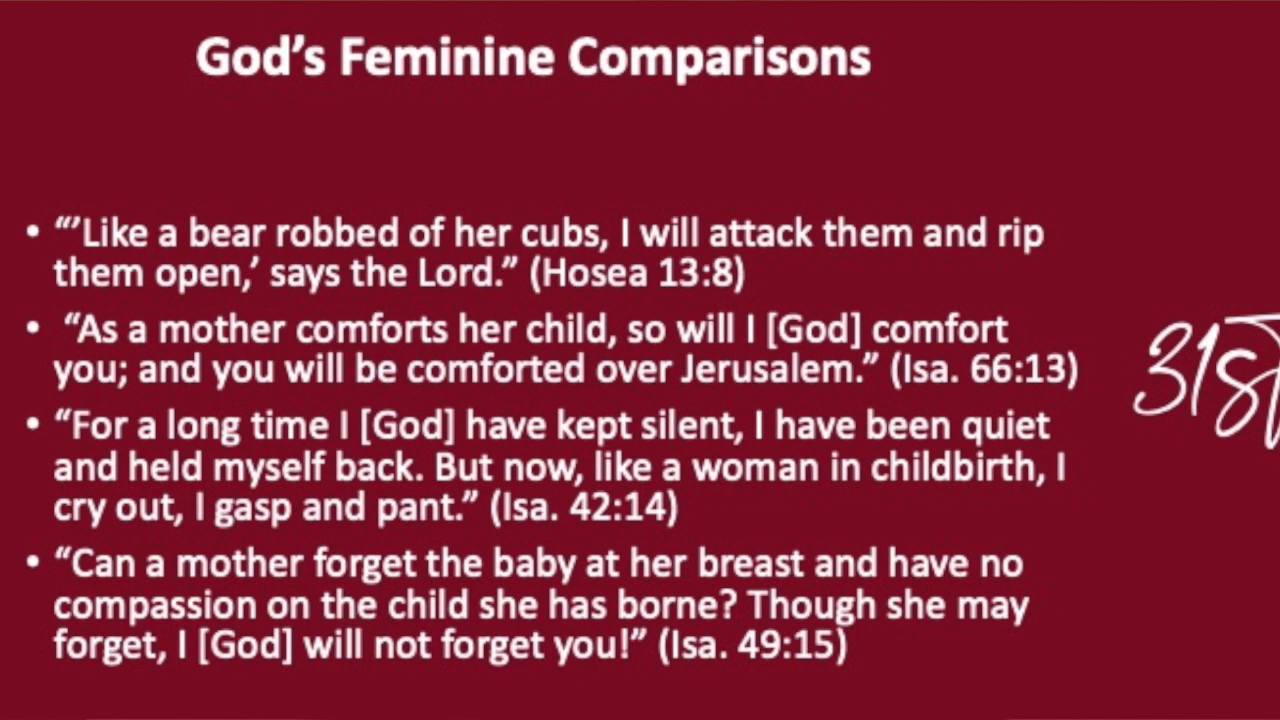 God’s Feminine Comparisons
• “’Like a bear robbed of her cubs, I will attack them and rip
them open,’ says the Lord.” (Hosea 13:8)
• “As a mother comforts her child, so will I [God] comfort
you; and you will be comforted over Jerusalem.” (Isa. 66:13)
• “For a long time I [God] have kept silent, I have been quiet
and held myself back. But now, like a woman in childbirth, I
cry out, I gasp and pant.” (Isa. 42:14)
• “Can a mother forget the baby at her breast and have no
compassion on the child she has borne? Though she may
forget, I [God] will not forget you!” (Isa. 49:15)
31st